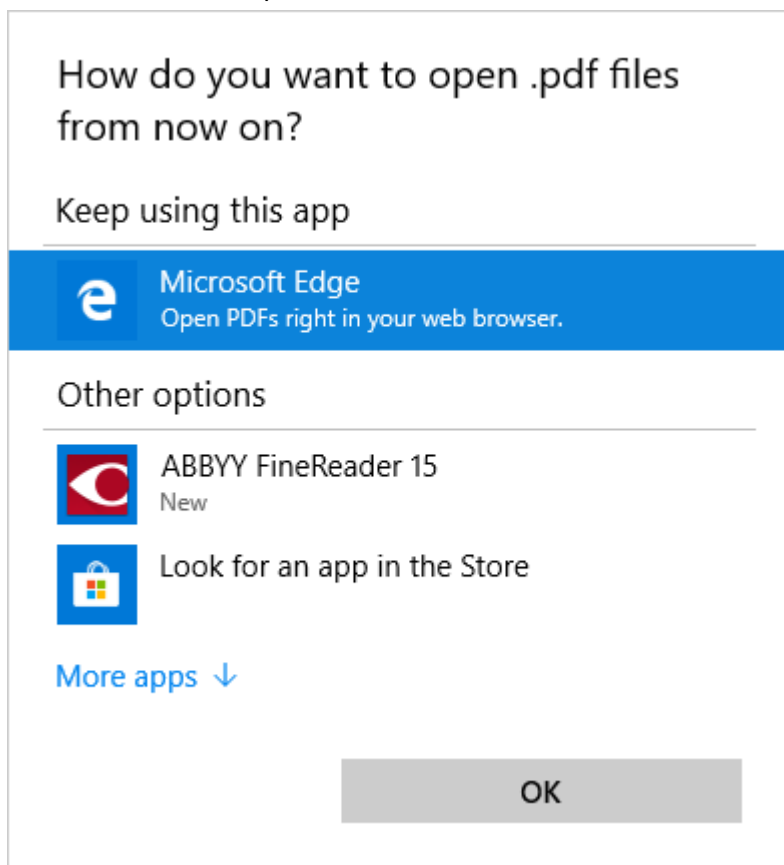 How do you want to open .pdf files
from now on?
Keep using this app
Microsoft Edge
Open PDFs right in your web browser.
Other options
ABBYY FineReader 15
New
Look for an app in the Store
More apps ↓
OK